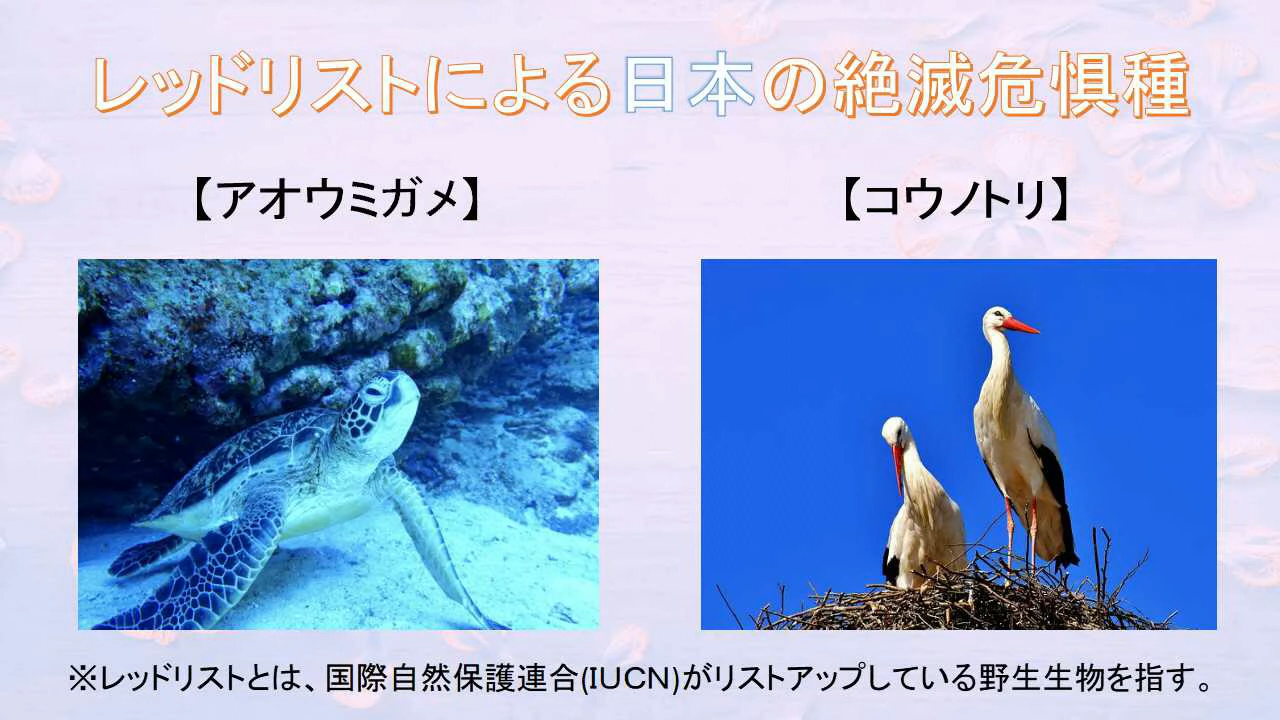 レッドリストによる日本の絶滅危惧種
【アオウミガメ】
【コウノトリ】
※レッドリストとは、国際自然保護連合(IUCN)がリストアップしている野生生物を指す。